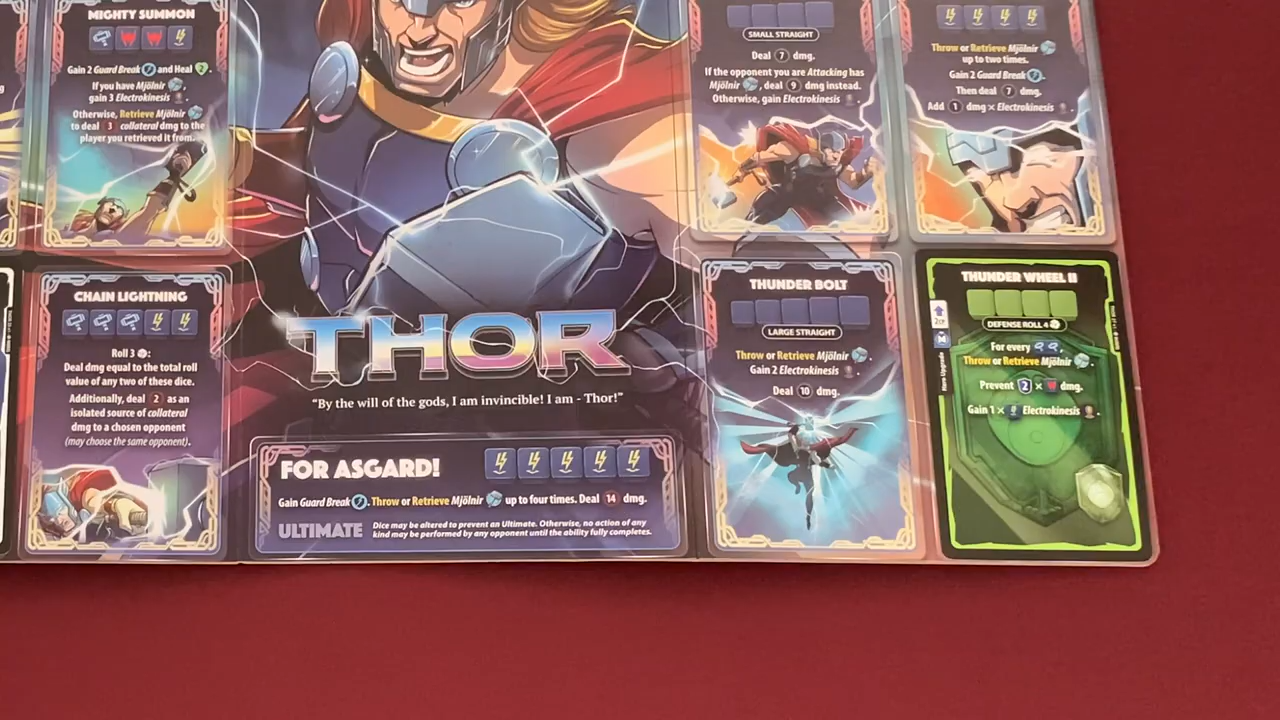 MIGHTY SUMMON
Gain 2 Guard Break and Heal 2.
If you have Mjölnir,
gain 3 Electrokinesis.
Otherwise, Retrieve Mjölnir
to deal 3 collateral dmg to the
player you retrieved it from.
CHAIN LIGHTNING
Roll 3:
Deal dmg equal to the total roll
value of any two of these dice.
Additionally, deal 2 as an
isolated source of collateral
dmg to a chosen opponent
(may choose the same opponent).
THOR
“By the will of the gods, I am invincible! I am - Thor!”
FOR ASGARD!
Gain Guard Break. Throw or Retrieve Mjölnir up to four times. Deal 14 dmg.
ULTIMATE
Dice may be altered to prevent an Ultimate. Otherwise, no action of any
kind may be performed by any opponent until the ability fully completes.
SMALL STRAIGHT
Deal 7 dmg.
If the opponent you are Attacking has
Mjölnir, deal 9 dmg instead.
Otherwise, gain Electrokinesis.
THUNDER BOLT
LARGE STRAIGHT
Throw or Retrieve Mjölnir.
Gain 2 Electrokinesis.
Deal 10 dmg.
Throw or Retrieve Mjölnir
up to two times.
Gain 2 Guard Break.
Then deal 7 dmg.
Add 1 dmg × Electrokinesis.
THUNDER WHEEL II
DEFENSE ROLL 4
For every
Throw or Retrieve Mjölnir.
Prevent 2 × dmg.
Gain 1 × Electrokinesis.
2CP
Hero Upgrade